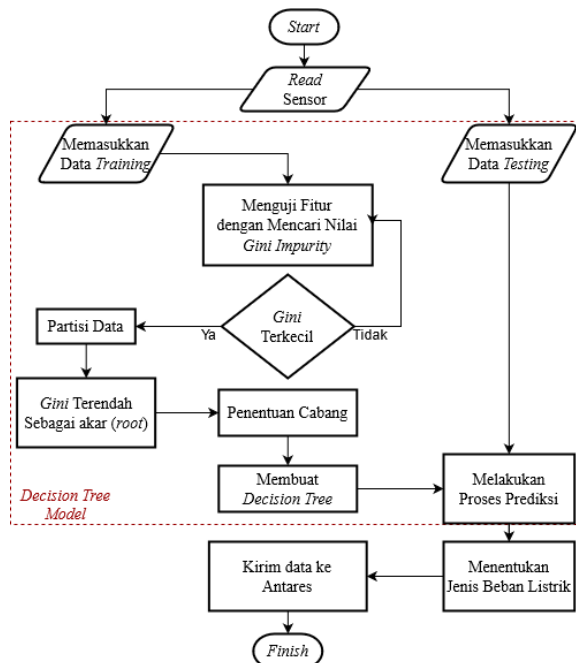 Start
Read
Sensor
Memasukkan
Data Training
Memasukkan
Data Testing
Menguji Fitur
dengan Mencari Nilai
Gini Impurity
Gini
Terkecil
Ya
Tidak
Partisi Data
Gini Terendah
Sebagai akar (root)
Penentuan Cabang
Membuat
Decision Tree
Melakukan
Proses Prediksi
Decision Tree
Model
Menentukan
Jenis Beban Listrik
Kirim data ke
Antares
Finish